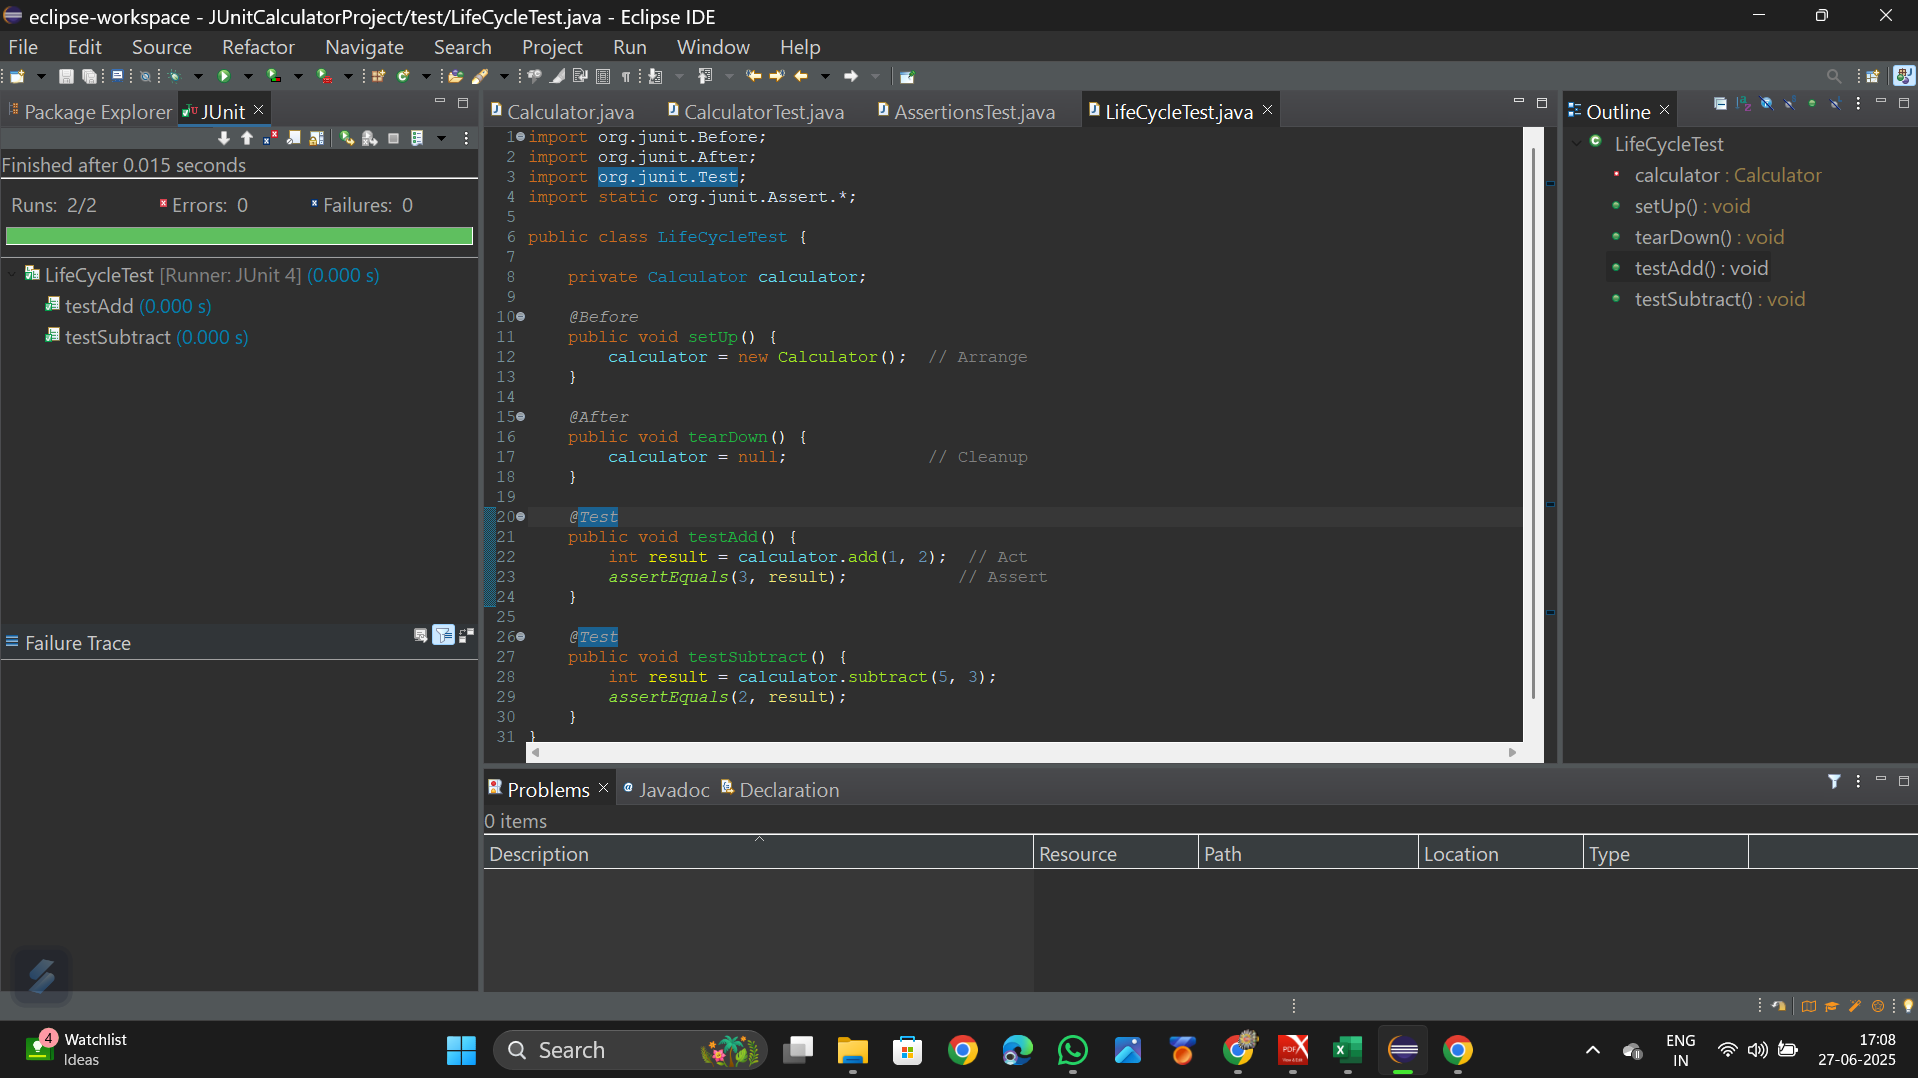 eclipse-workspace - JUnitCalculatorProject/test/LifeCycleTest.java - Eclipse IDE
File Edit Source Refactor Navigate Search Project Run Window Help
Package Explorer JUnit
Finished after 0.015 seconds
Runs: 2/2 Errors: 0 Failures: 0
LifeCycleTest [Runner: JUnit 4] (0.000 s)
testAdd (0.000 s)
testSubtract (0.000 s)
Failure Trace
Calculator.java CalculatorTest.java AssertionsTest.java LifeCycleTest.java
1 import org.junit.Before;
2 import org.junit.After;
3 import org.junit.Test;
4 import static org.junit.Assert.*;
5
6 public class LifeCycleTest {
7
8 private Calculator calculator;
9
10 @Before
11 public void setUp() {
12 calculator = new Calculator(); // Arrange
13 }
14
15 @After
16 public void tearDown() {
17 calculator = null; // Cleanup
18 }
19
20 @Test
21 public void testAdd() {
22 int result = calculator.add(1, 2); // Act
23 assertEquals(3, result); // Assert
24 }
25
26 @Test
27 public void testSubtract() {
28 int result = calculator.subtract(5, 3);
29 assertEquals(2, result);
30 }
31 }
Outline
LifeCycleTest
calculator : Calculator
setUp() : void
tearDown() : void
testAdd() : void
testSubtract() : void
Problems Javadoc Declaration
0 items
Description Resource Path Location Type
4 Watchlist
Ideas
Search
PDF
ENG
IN
17:08
27-06-2025